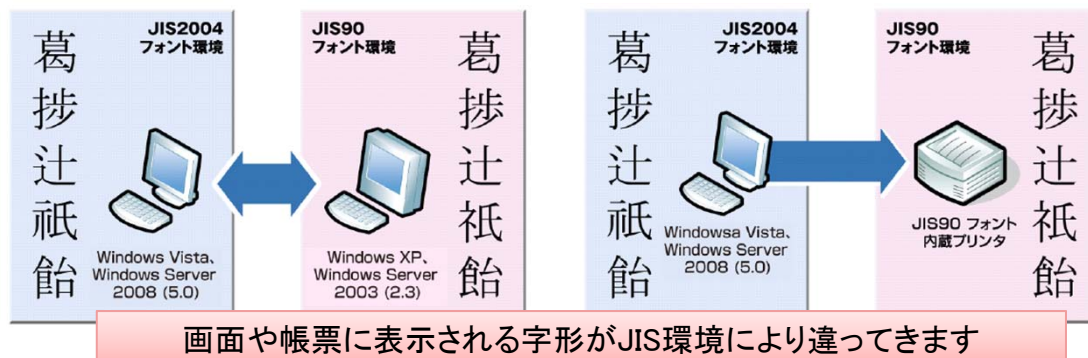 葛
捗
辻
祇
飴
JIS2004
フォント環境
Windows Vista、
Windows Server
2008 (5.0)
JIS90
フォント環境
Windows XP、
Windows Server
2003 (2.3)
葛
捗
辻
祇
飴
葛
捗
辻
祇
飴
JIS2004
フォント環境
Windowsa Vista、
Windows Server
2008 (5.0)
JIS90
フォント環境
JIS90 フォント
内蔵プリンタ
葛
捗
辻
祇
飴
画面や帳票に表示される字形がJIS環境により違ってきます